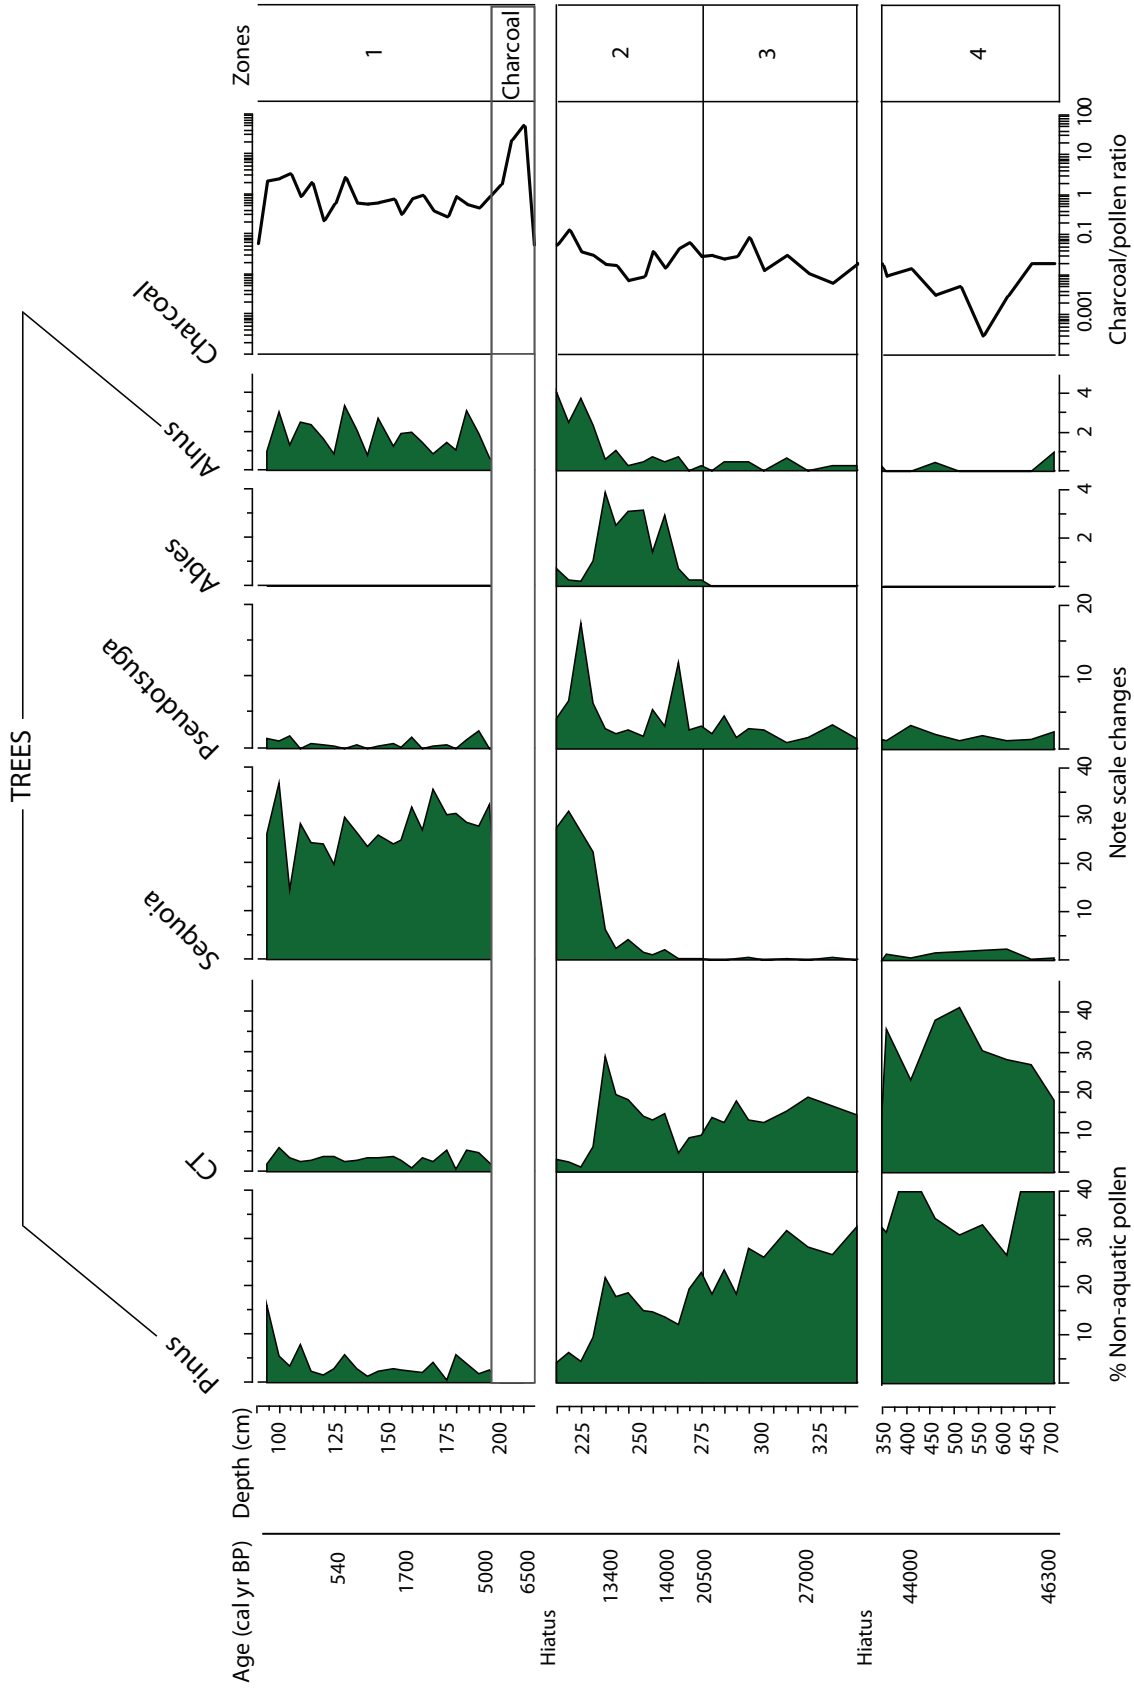 TREES
Age (cal yr BP)
Depth (cm)
Pinus
CT
Sequoia
Pseudotsuga
Abies
Alnus
Charcoal
Zones
540
1700
5000
6500
Hiatus
13400
14000
20500
27000
Hiatus
44000
46300
100
125
150
175
200
225
250
275
300
325
350
400
450
500
550
600
450
700
1
Charcoal
2
3
4
10 20 30 40
10 20 30 40
10 20 30 40
10 20
2 4
2 4
0.001 0.1 1 10 100
% Non-aquatic pollen
Note scale changes
Charcoal/pollen ratio